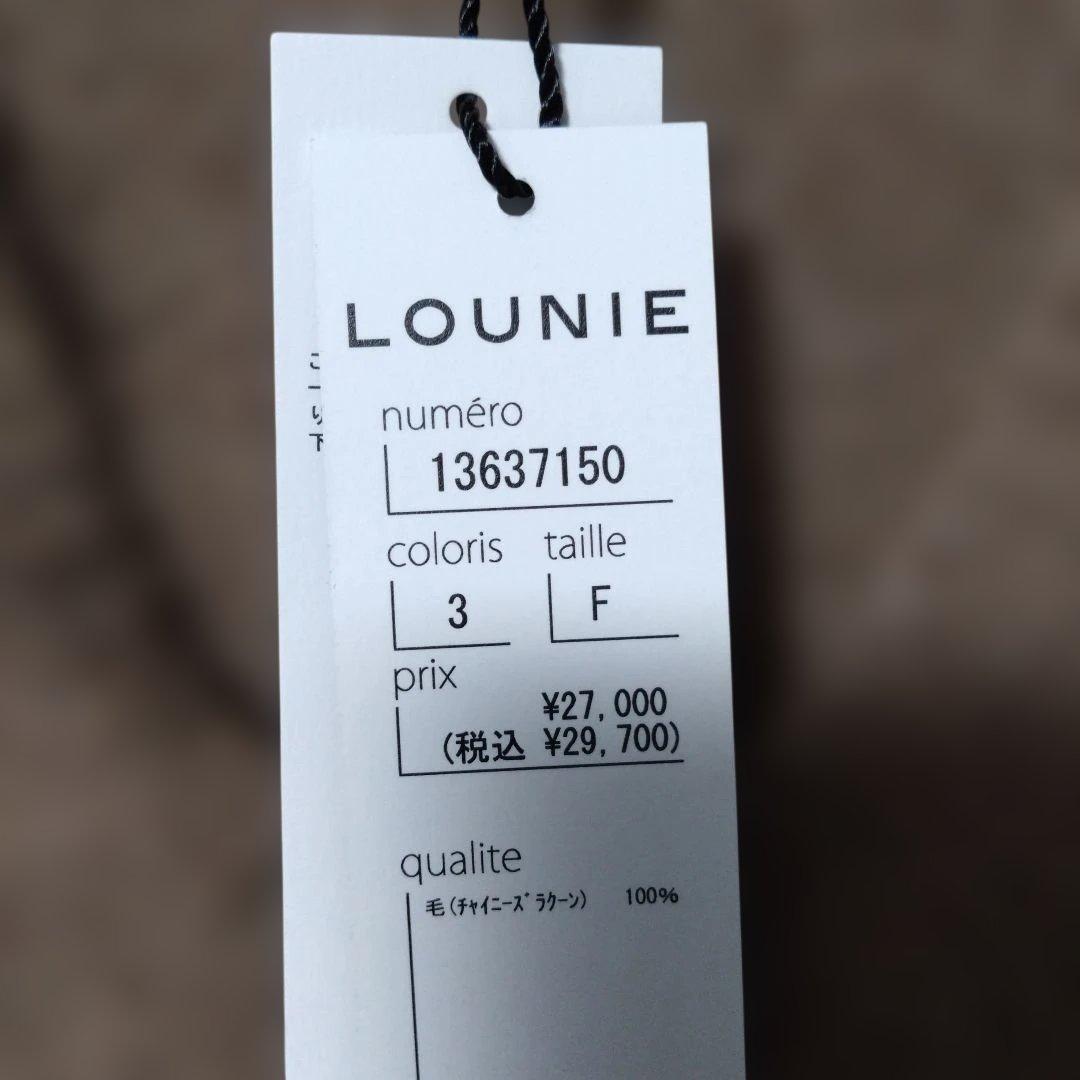 LOUNIE
numéro
13637150
coloris taille
3 F
prix
¥27,000
(税込 ¥29,700)
qualite
毛(ﾁｬｲﾆｰｽﾞﾗｸｰﾝ) 100%